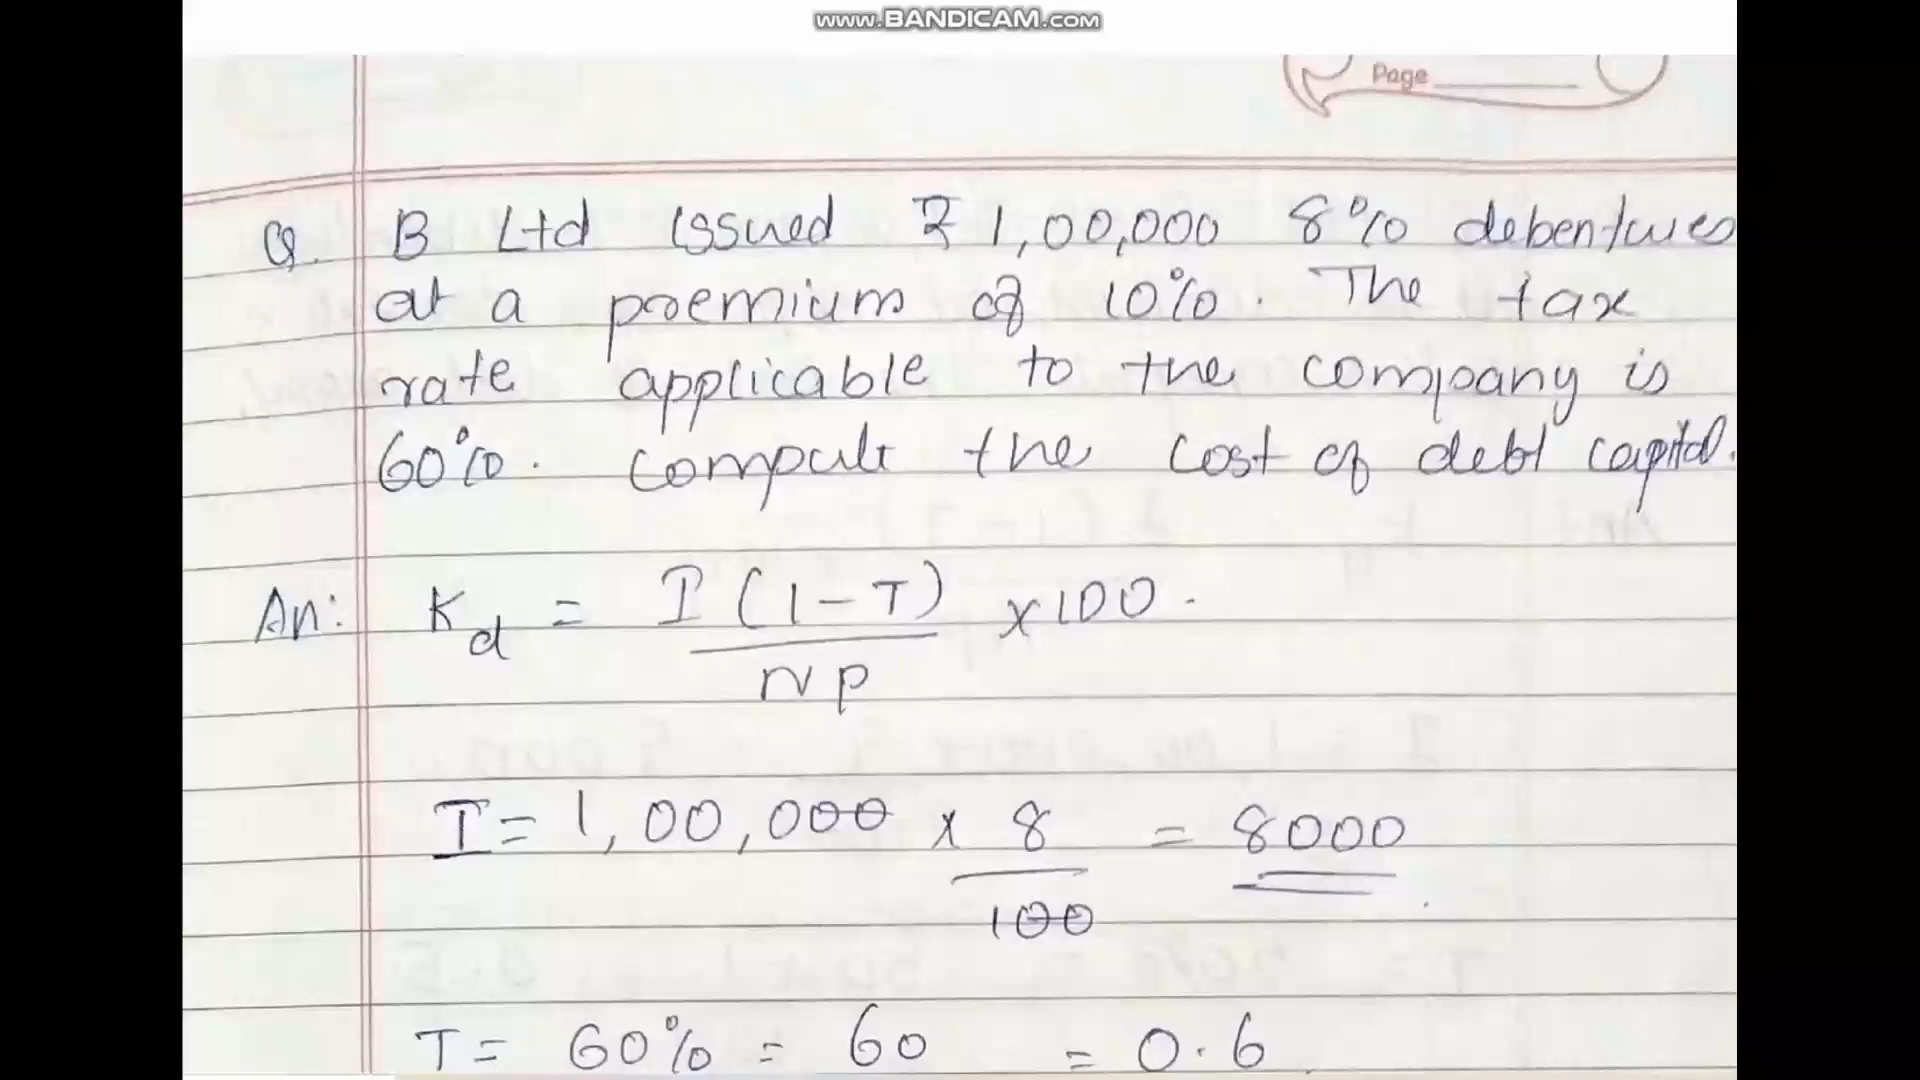 www.BANDICAM.com
Page
Q. B Ltd issued ₹ 1,00,000 8% debentures
at a premium of 10%. The tax
rate applicable to the company is
60%. compute the cost of debt capital.
An: Kd = I (1 - T) x 100.
NP
I = 1,00,000 x 8 = 8000
100
T = 60% = 60 = 0.6